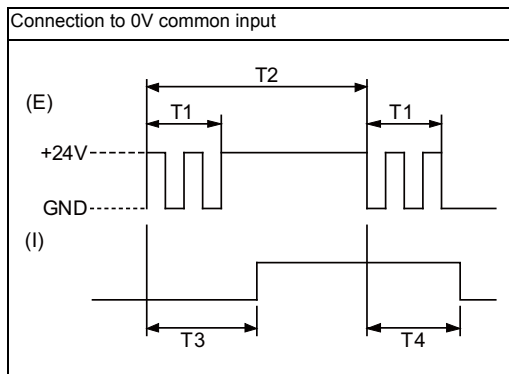 Connection to 0V common input
T2
(E)
T1
T1
+24V
GND
(I)
T3
T4